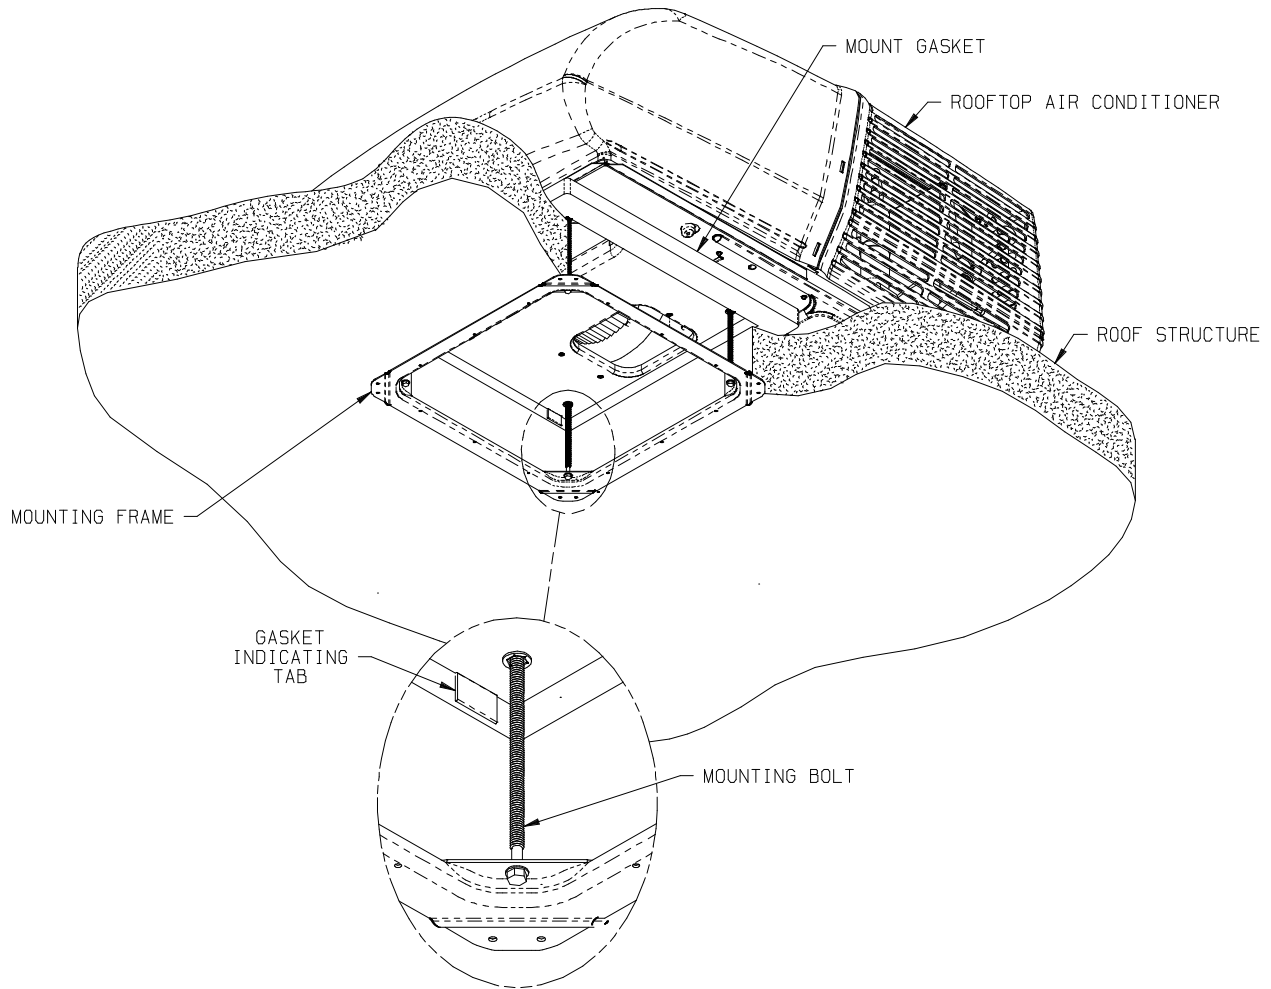 MOUNT GASKET
ROOFTOP AIR CONDITIONER
ROOF STRUCTURE
MOUNTING FRAME
GASKET
INDICATING
TAB
MOUNTING BOLT